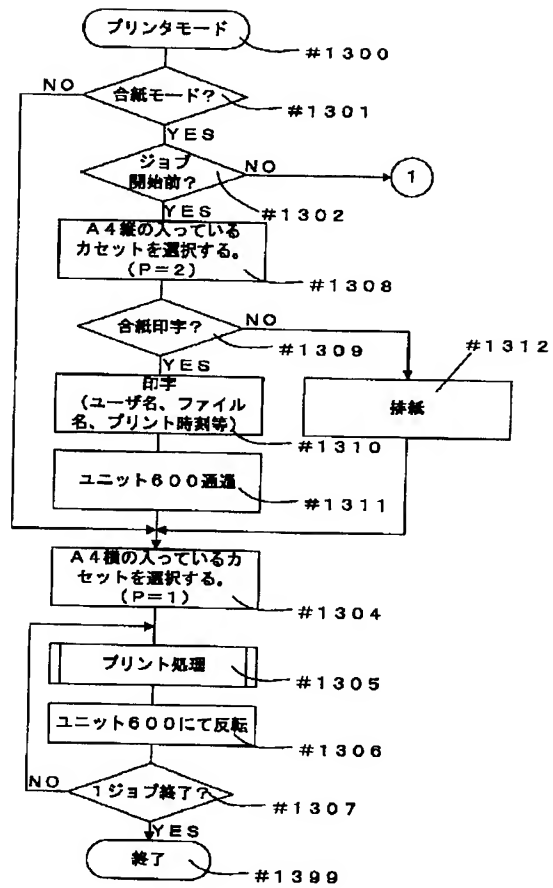 プリンタモード
#1300
NO
合紙モード?
#1301
YES
ジョブ
開始前?
NO
1
#1302
YES
A4縦の入っている
カセットを選択する。
(P=2)
#1308
合紙印字?
NO
#1309
#1312
YES
印字
(ユーザ名、ファイル
名、プリント時刻等)
排紙
#1310
ユニット600通過
#1311
A4横の入っているカ
セットを選択する。
(P=1)
#1304
プリント処理
#1305
ユニット600にて反転
#1306
NO
1ジョブ終了?
#1307
YES
終了
#1399